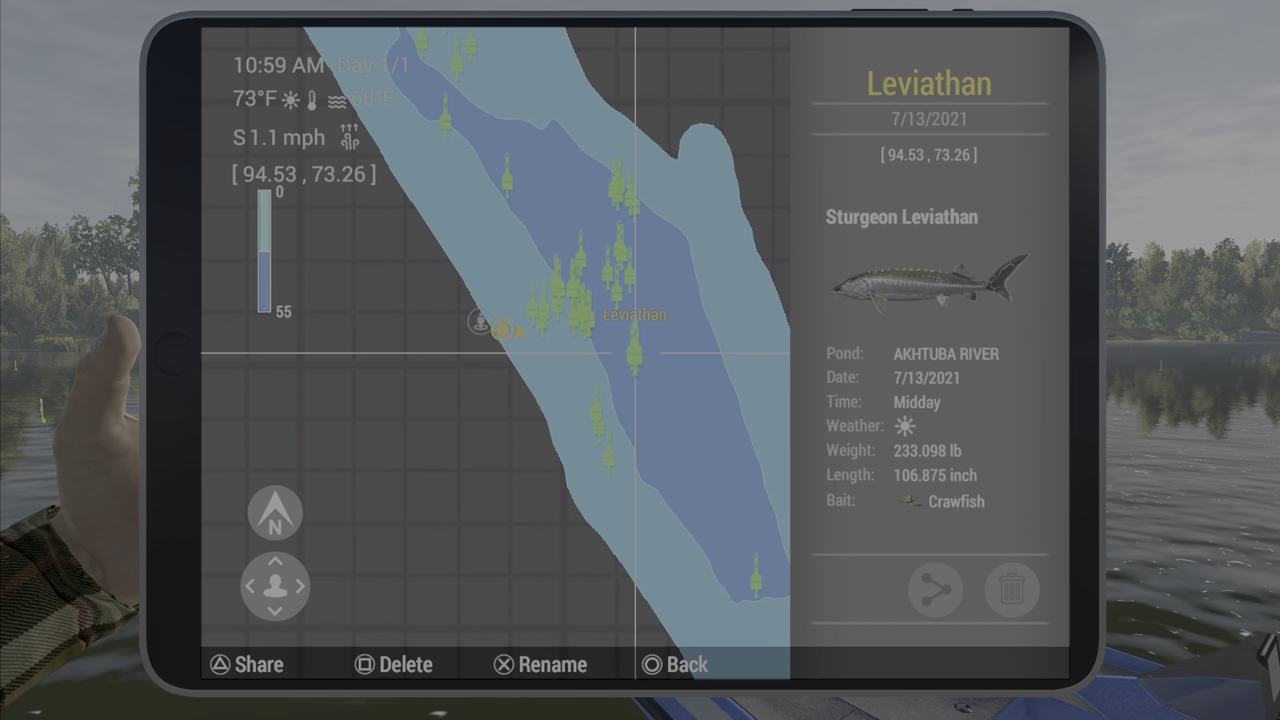 10:59 AM Day 1/1
73°F 68°F
S 1.1 mph
[ 94.53 , 73.26 ]
0
55
N
Leviathan
Leviathan
7/13/2021
[ 94.53 , 73.26 ]
Sturgeon Leviathan
Pond: AKHTUBA RIVER
Date: 7/13/2021
Time: Midday
Weather:
Weight: 233.098 lb
Length: 106.875 inch
Bait: Crawfish
Share Delete Rename Back